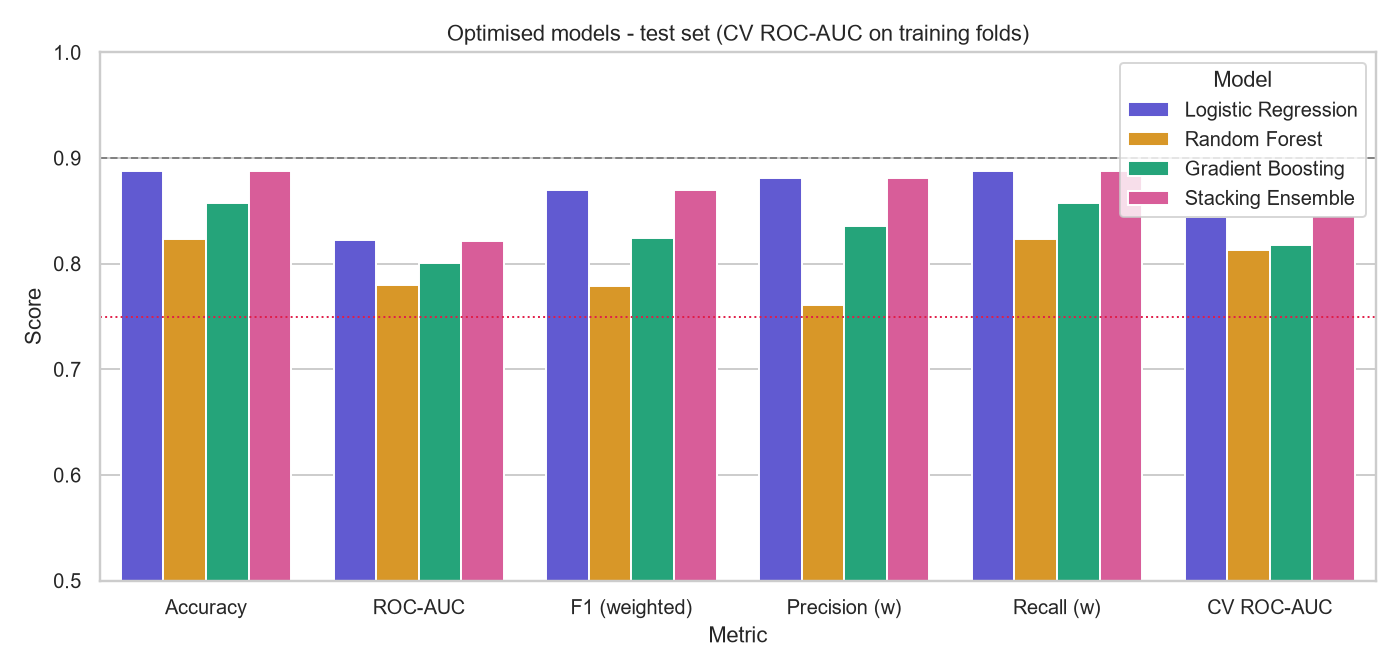 Optimised models - test set (CV ROC-AUC on training folds)
Model
Logistic Regression
Random Forest
Gradient Boosting
Stacking Ensemble
1.0
0.9
0.8
0.7
0.6
0.5
Score
Accuracy ROC-AUC F1 (weighted) Precision (w) Recall (w) CV ROC-AUC
Metric